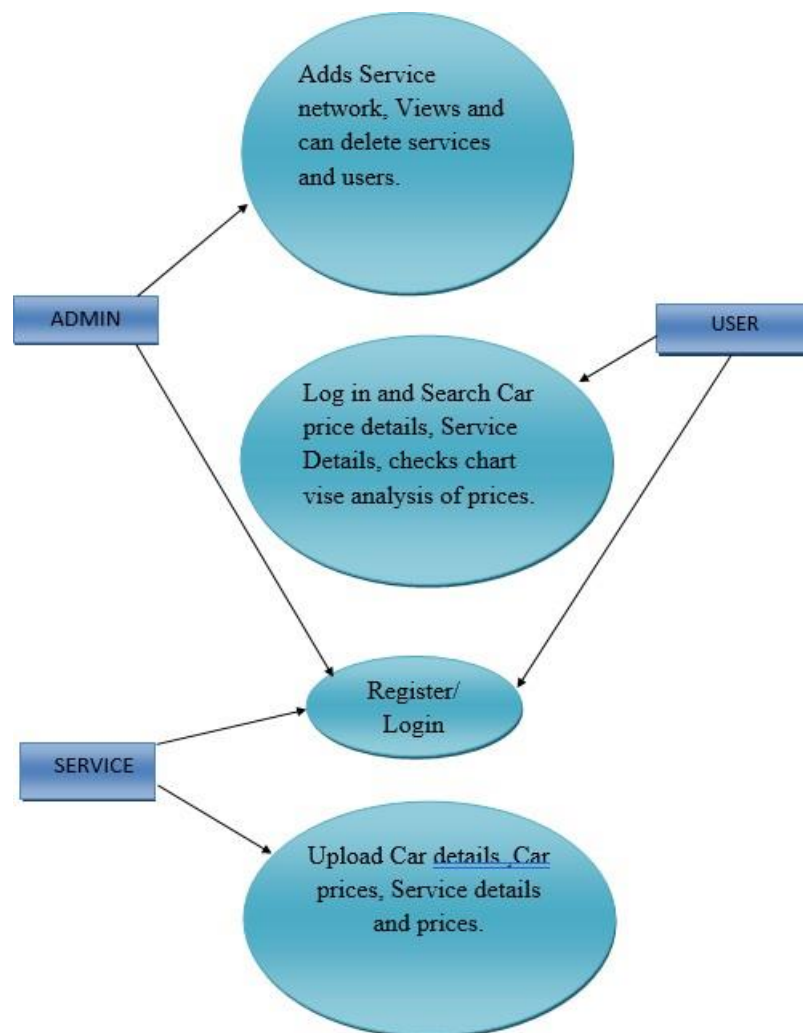 Adds Service
network, Views and
can delete services
and users.
ADMIN
USER
Log in and Search Car
price details, Service
Details, checks chart
vise analysis of prices.
Register/
Login
SERVICE
Upload Car details ,Car
prices, Service details
and prices.